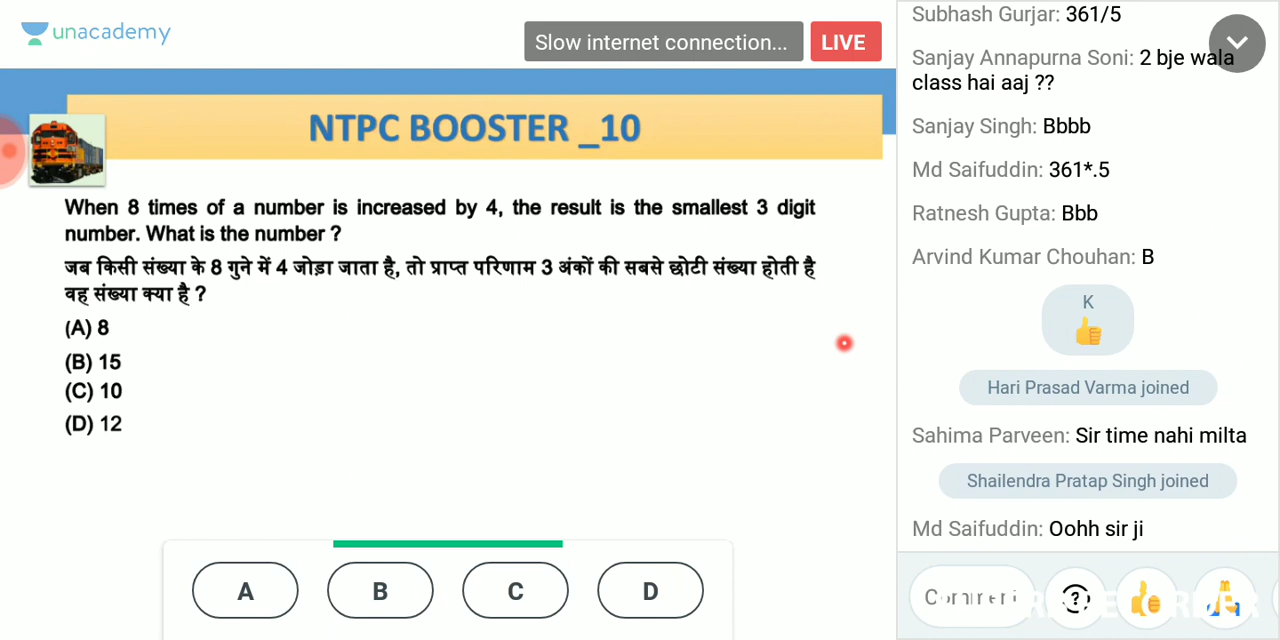 unacademy
Slow internet connection...
LIVE
NTPC BOOSTER _10
When 8 times of a number is increased by 4, the result is the smallest 3 digit
number. What is the number ?
जब किसी संख्या के 8 गुने में 4 जोड़ा जाता है, तो प्राप्त परिणाम 3 अंकों की सबसे छोटी संख्या होती है
वह संख्या क्या है ?
(A) 8
(B) 15
(C) 10
(D) 12
A
B
C
D
Subhash Gurjar: 361/5
Sanjay Annapurna Soni: 2 bje wala
class hai aaj ??
Sanjay Singh: Bbbb
Md Saifuddin: 361*.5
Ratnesh Gupta: Bbb
Arvind Kumar Chouhan: B
K
Hari Prasad Varma joined
Sahima Parveen: Sir time nahi milta
Shailendra Pratap Singh joined
Md Saifuddin: Oohh sir ji
?